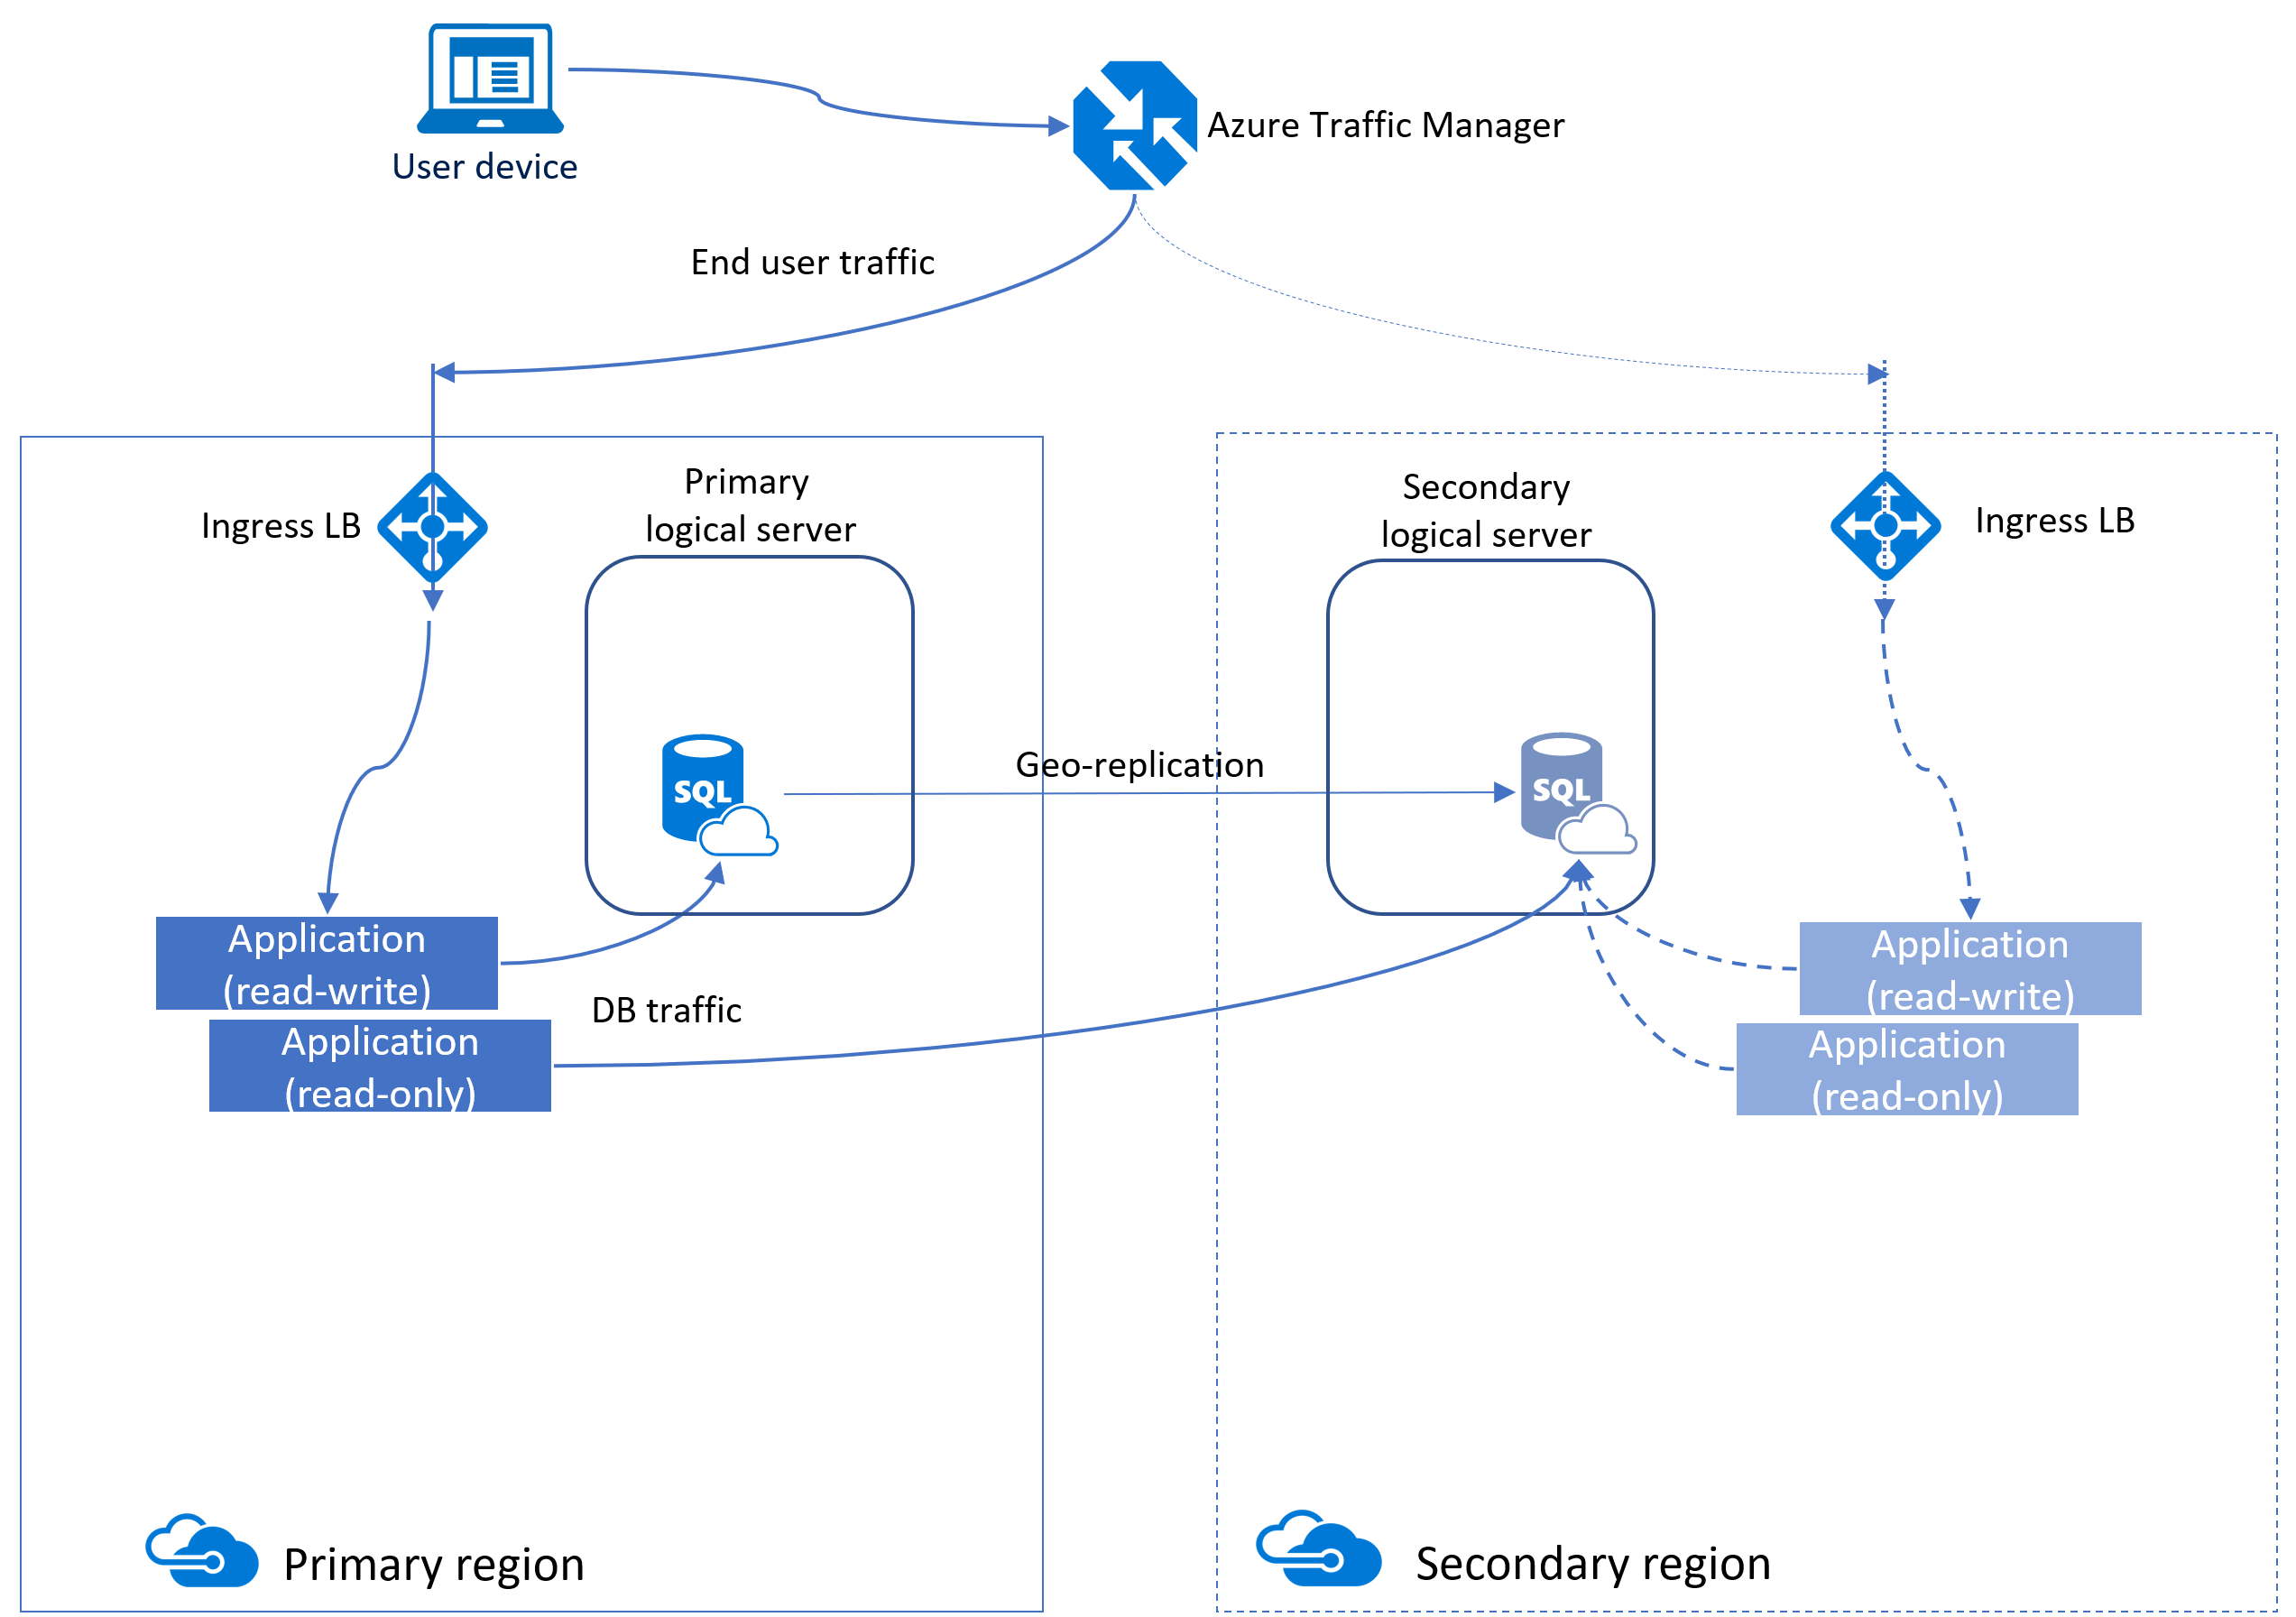 User device
Azure Traffic Manager
End user traffic
Ingress LB
Primary
logical server
Secondary
logical server
Ingress LB
SQL
Geo-replication
SQL
Application
(read-write)
Application
(read-only)
DB traffic
Application
(read-write)
Application
(read-only)
Primary region
Secondary region